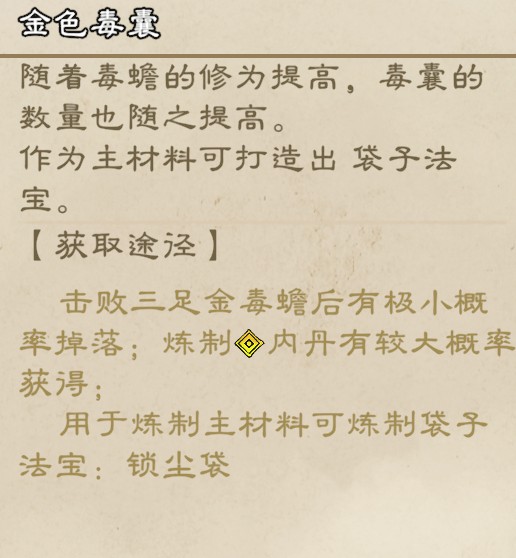 金色毒囊
随着毒蟾的修为提高，毒囊的
数量也随之提高。
作为主材料可打造出 袋子法
宝。
【获取途径】
击败三足金毒蟾后有极小概
率掉落；炼制内丹有较大概率
获得；
用于炼制主材料可炼制袋子
法宝：锁尘袋